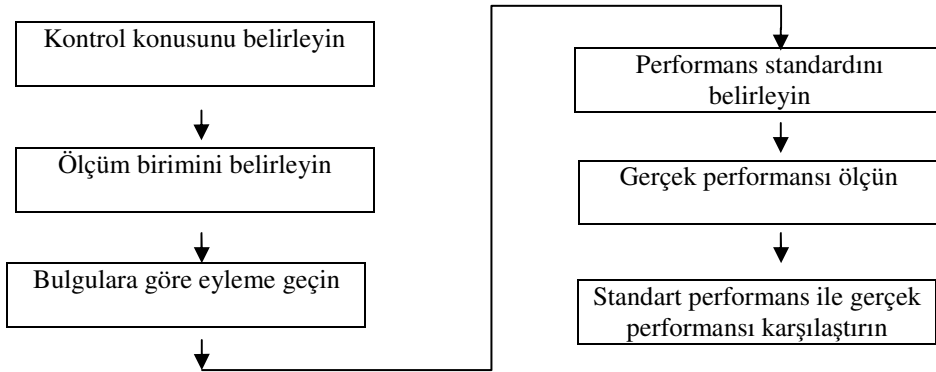 Kontrol konusunu belirleyin
Ölçüm birimini belirleyin
Bulgulara göre eyleme geçin
Performans standardını
belirleyin
Gerçek performansı ölçün
Standart performans ile gerçek
performansı karşılaştırın